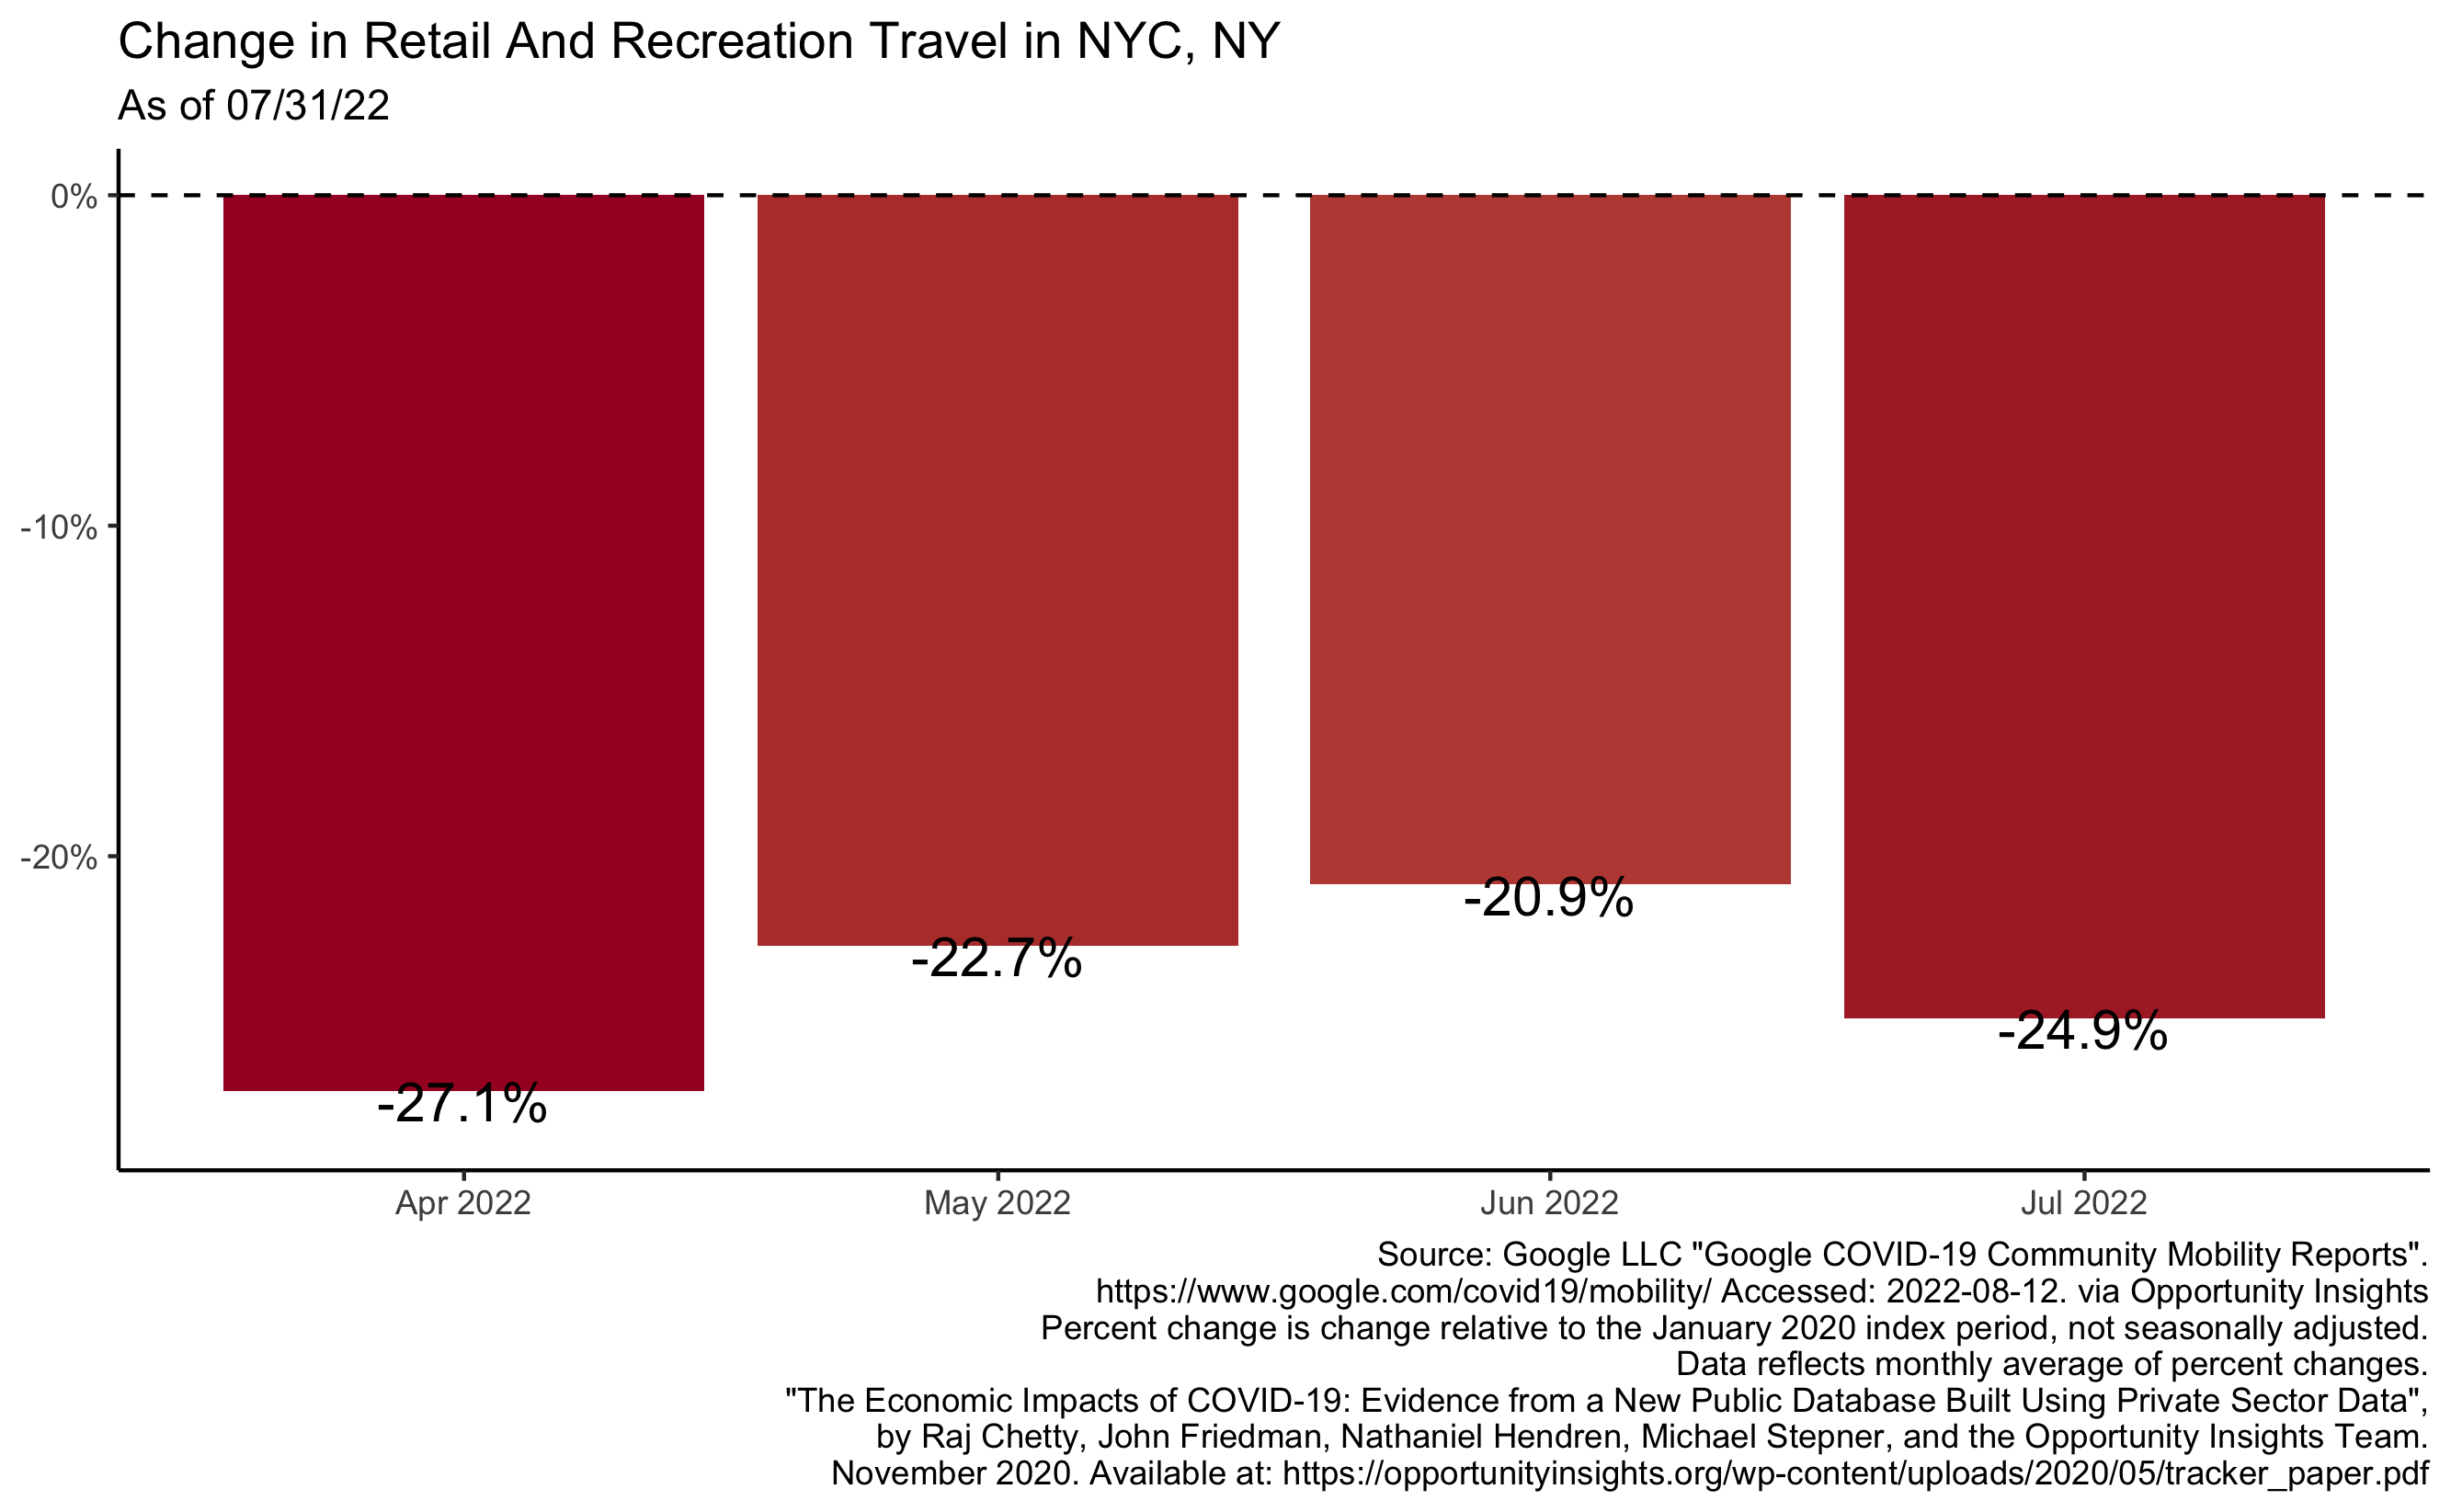 Change in Retail And Recreation Travel in NYC, NY
As of 07/31/22
0%
-10%
-20%
-27.1%
-22.7%
-20.9%
-24.9%
Apr 2022
May 2022
Jun 2022
Jul 2022
Source: Google LLC "Google COVID-19 Community Mobility Reports".
https://www.google.com/covid19/mobility/ Accessed: 2022-08-12. via Opportunity Insights
Percent change is change relative to the January 2020 index period, not seasonally adjusted.
Data reflects monthly average of percent changes.
"The Economic Impacts of COVID-19: Evidence from a New Public Database Built Using Private Sector Data",
by Raj Chetty, John Friedman, Nathaniel Hendren, Michael Stepner, and the Opportunity Insights Team.
November 2020. Available at: https://opportunityinsights.org/wp-content/uploads/2020/05/tracker_paper.pdf